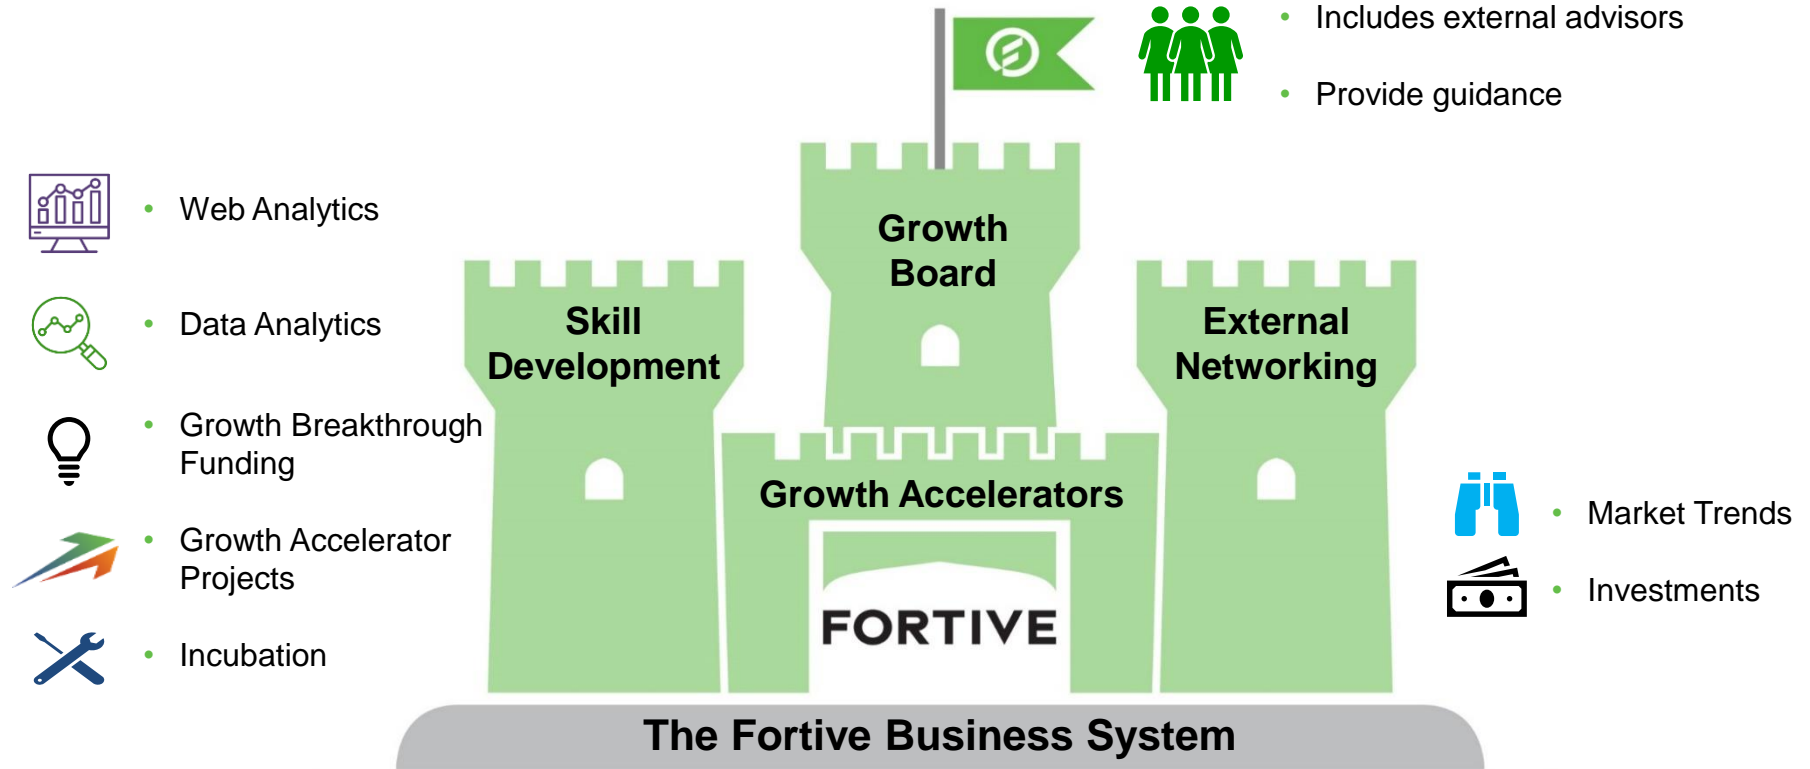 Includes external advisors
Provide guidance
Web Analytics
Data Analytics
Growth Breakthrough
Funding
Growth Accelerator
Projects
Incubation
Growth
Board
Skill
Development
External
Networking
Growth Accelerators
FORTIVE
Market Trends
Investments
The Fortive Business System